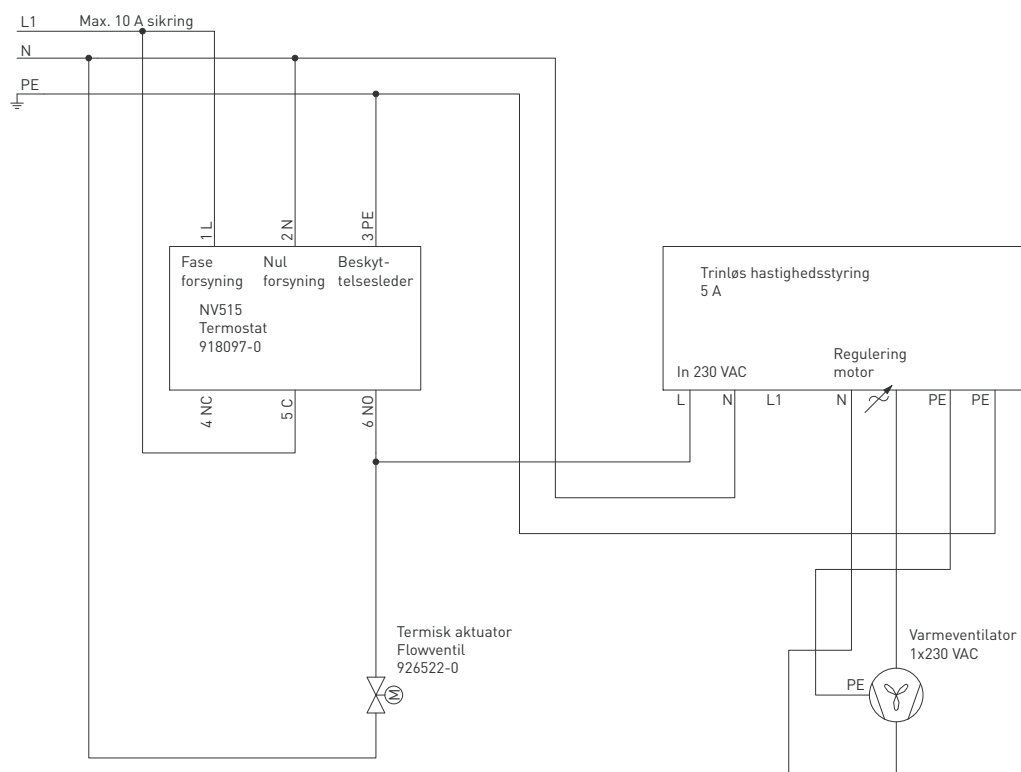 L1
Max. 10 A sikring
N
PE
1 L
2 N
3 PE
Fase
forsyning
Nul
forsyning
Beskyt-
telsesleder
NV515
Termostat
918097-0
4 NC
5 C
6 NO
Trinløs hastighedsstyring
5 A
In 230 VAC
Regulering
motor
L
N
L1
N
PE
PE
Termisk aktuator
Flowventil
926522-0
M
Varmeventilator
1x230 VAC
PE